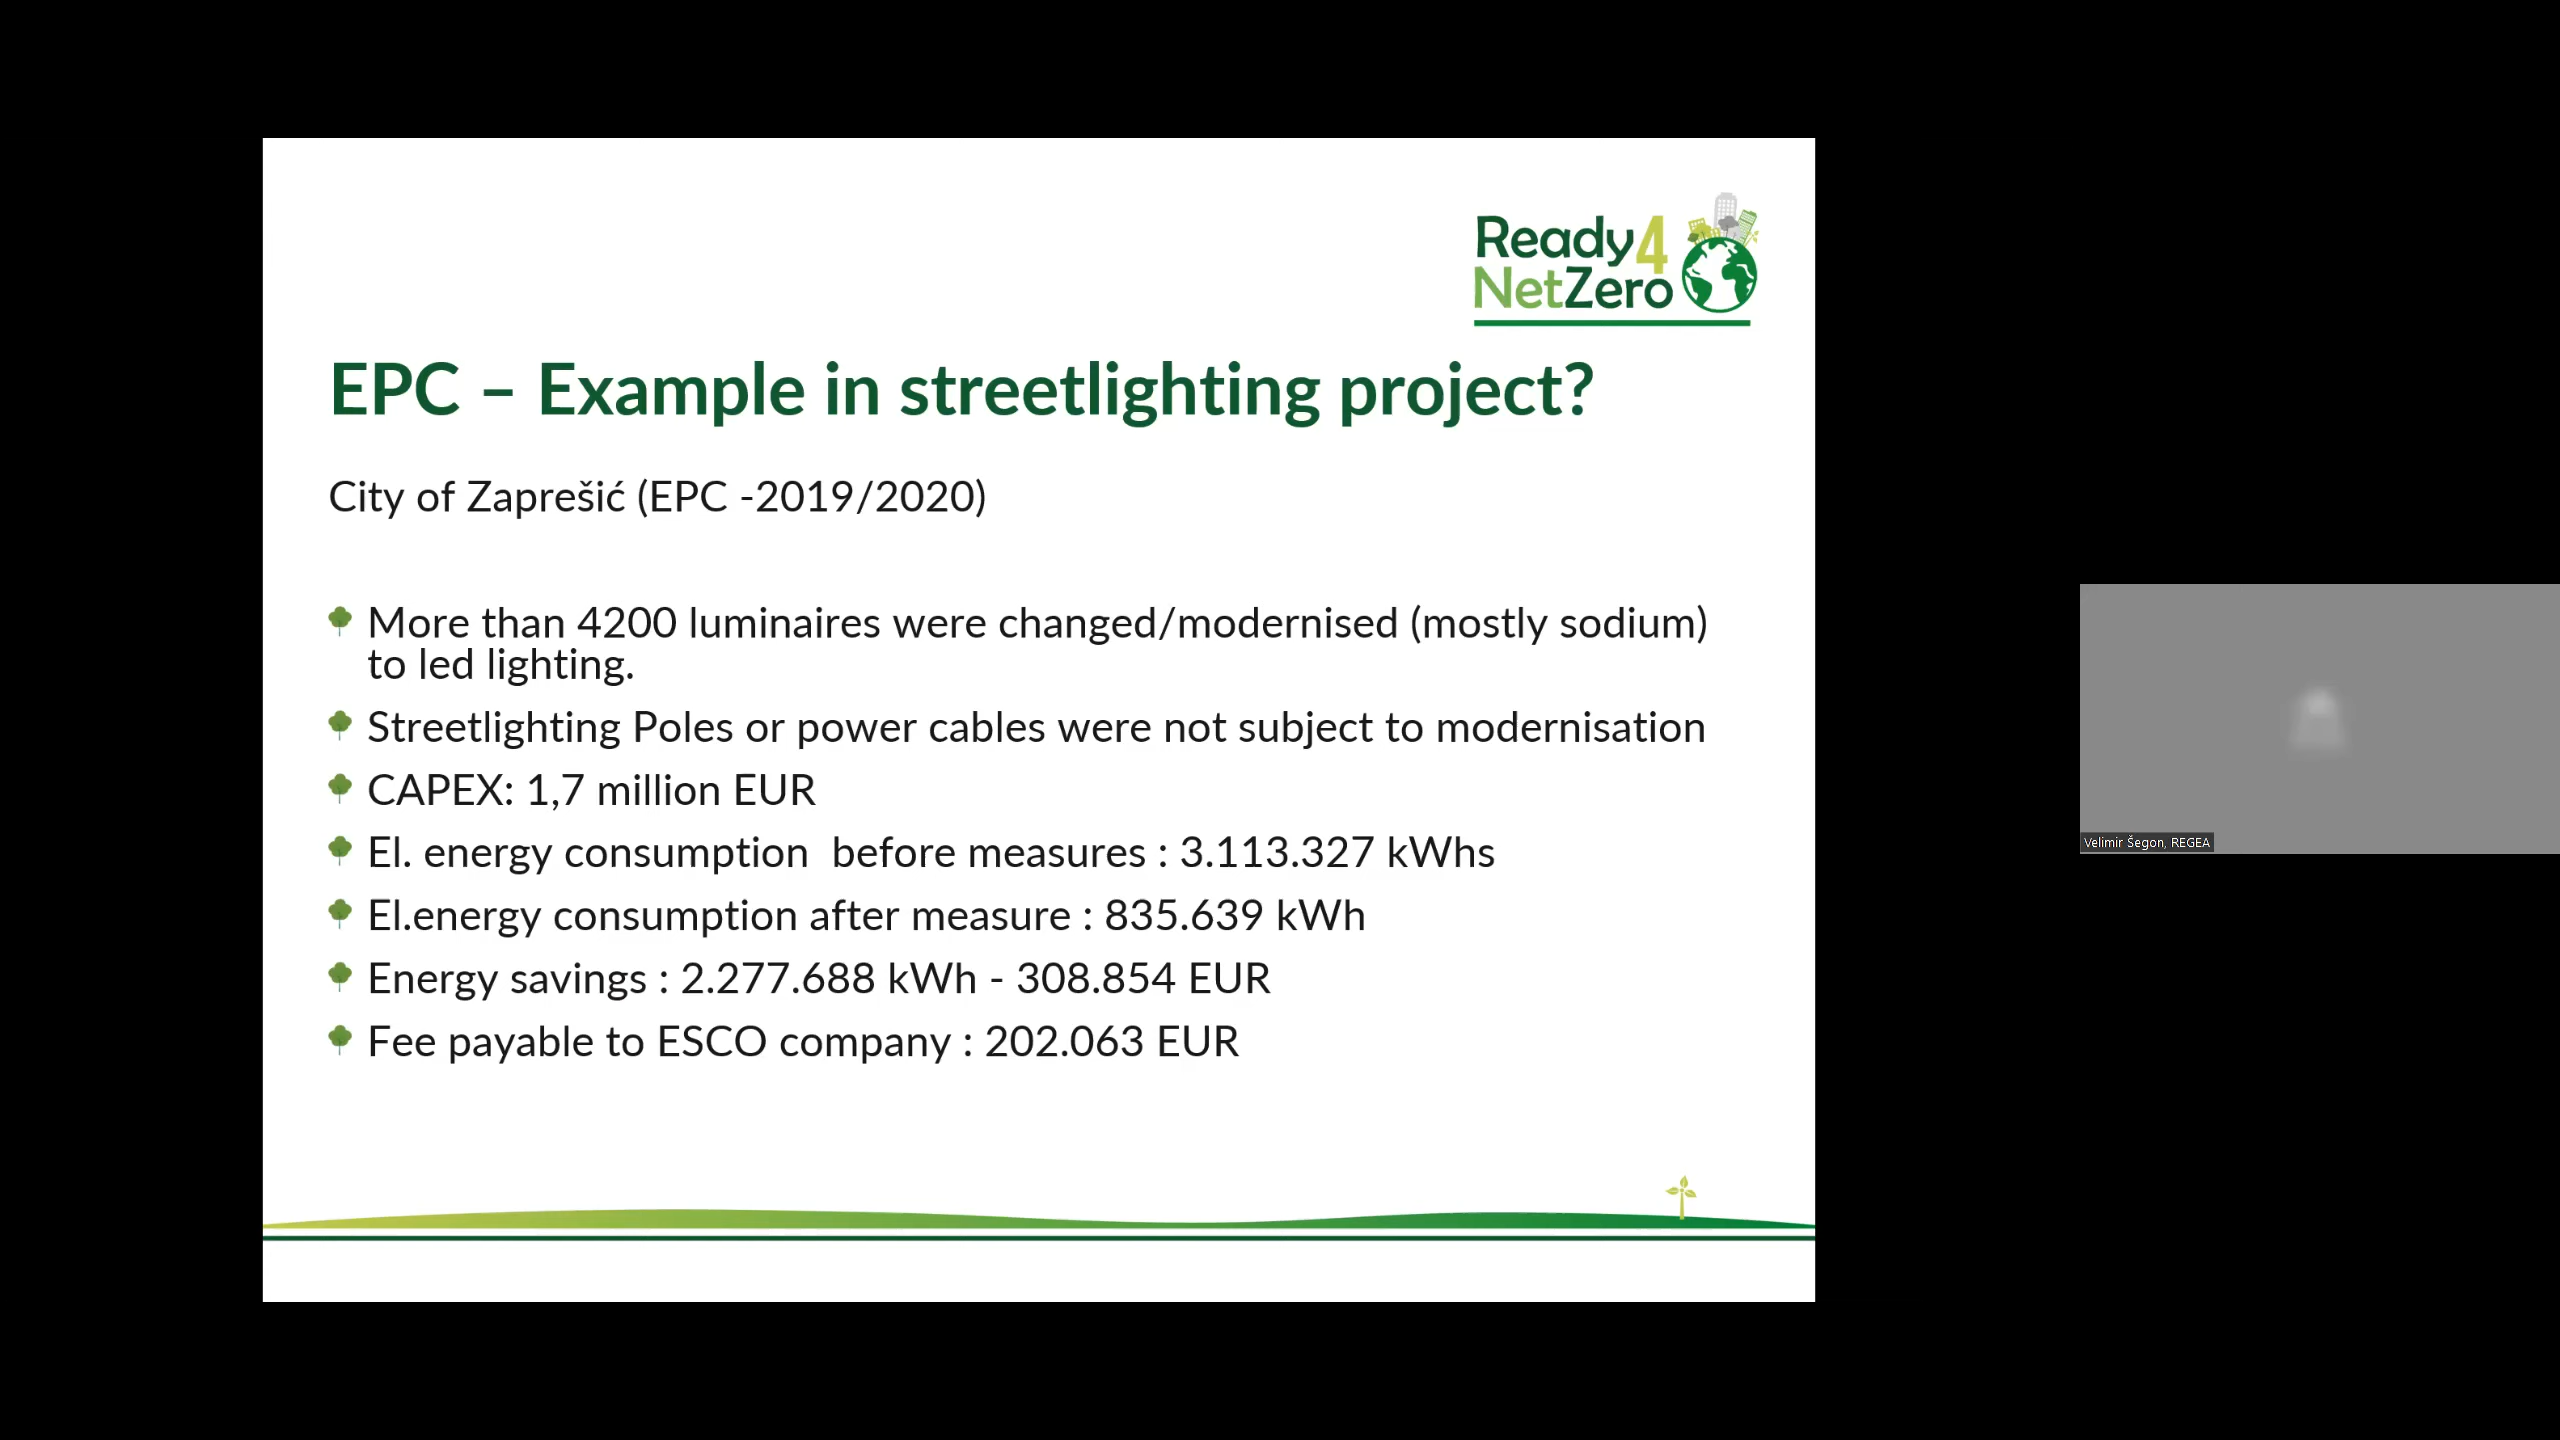 Ready4
NetZero
EPC – Example in streetlighting project?
City of Zaprešić (EPC -2019/2020)
More than 4200 luminaires were changed/modernised (mostly sodium)
to led lighting.
Streetlighting Poles or power cables were not subject to modernisation
CAPEX: 1,7 million EUR
El. energy consumption  before measures : 3.113.327 kWhs
El.energy consumption after measure : 835.639 kWh
Energy savings : 2.277.688 kWh - 308.854 EUR
Fee payable to ESCO company : 202.063 EUR
Velimir Šegon, REGEA